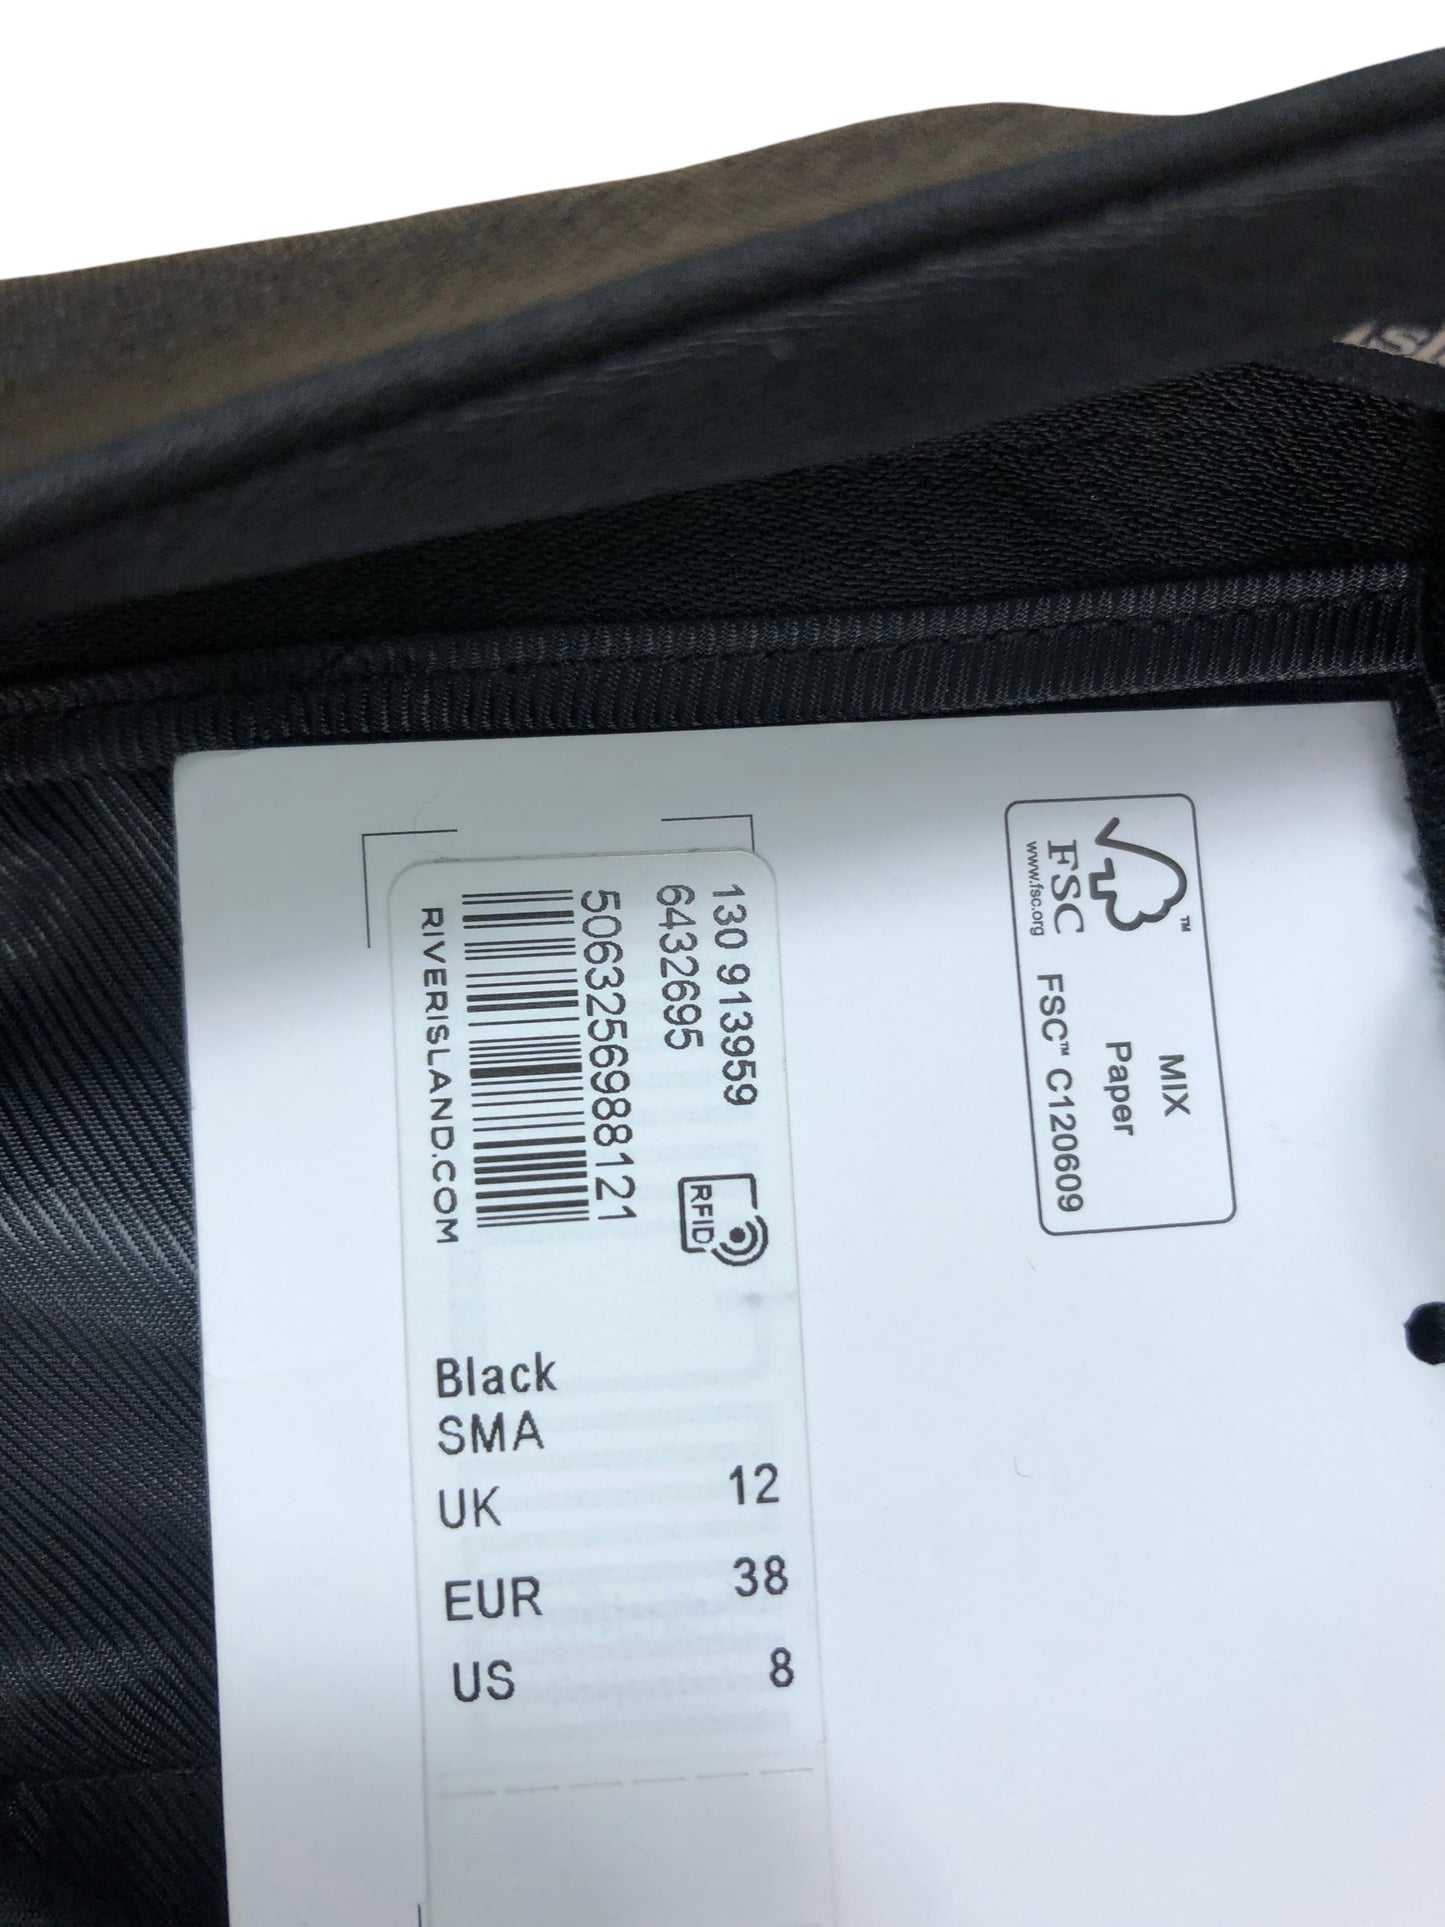 130 913959
6432695
RFID
5063256988121
RIVERISLAND.COM
Black
SMA
UK 12
EUR 38
US 8
TM
FSC
www.fsc.org
MIX
Paper
FSC™ C120609